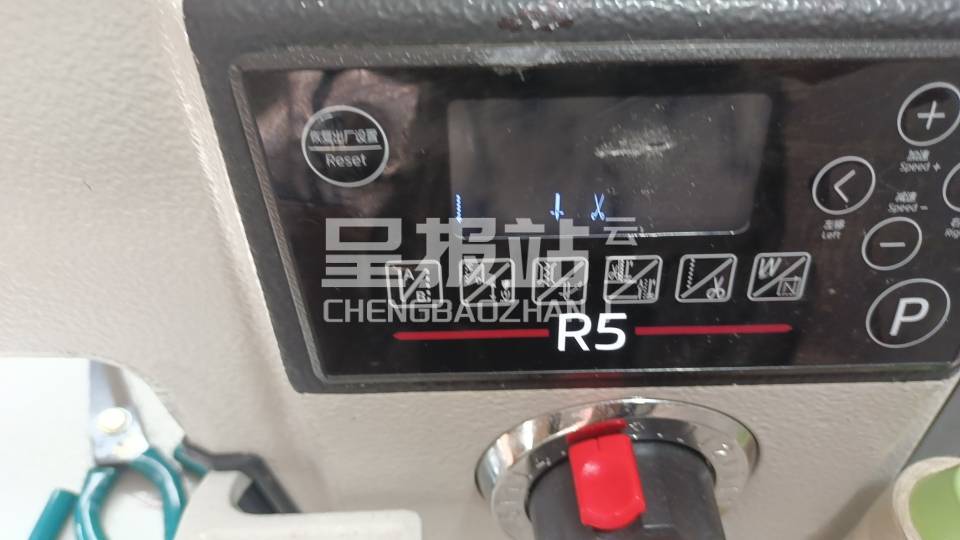 恢复出厂设置
Reset
加速
Speed +
左移
Left
减速
Speed -
呈报站云
CHENGBAOZHAN
A
B
W
N
P
R5